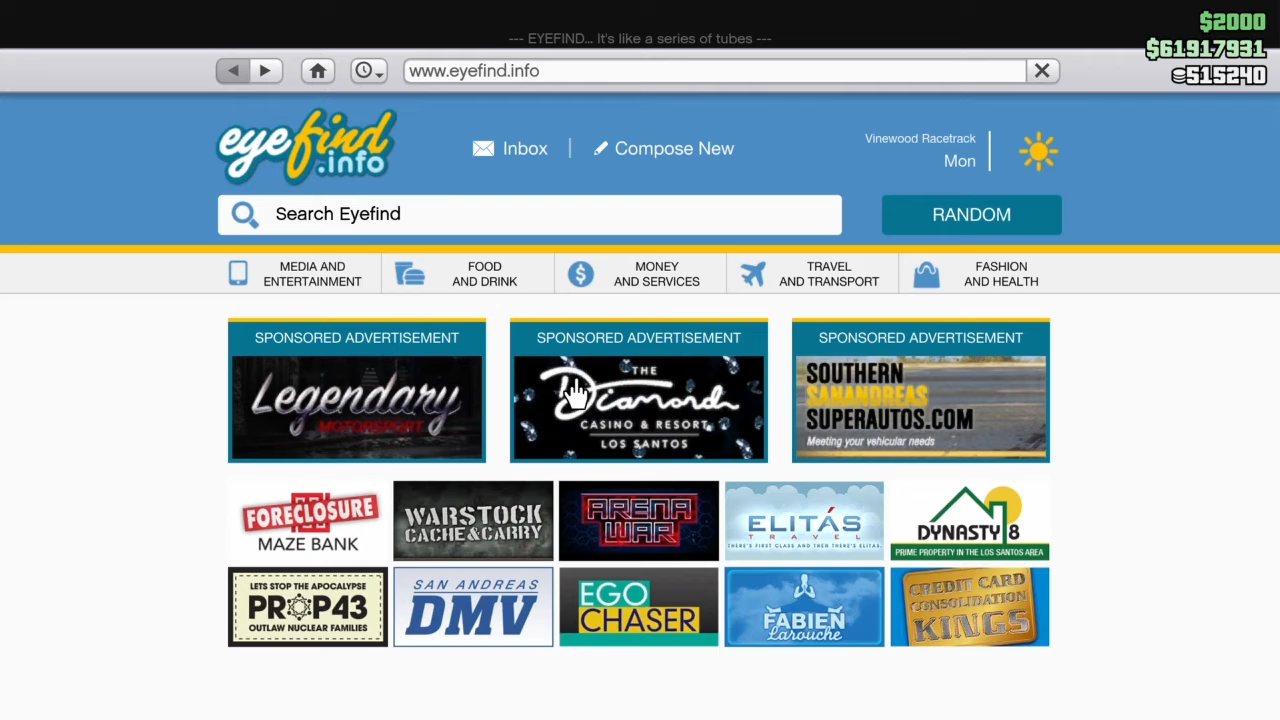 $2000
--- EYEFIND... It's like a series of tubes ---
$61917931
515240
www.eyefind.info
eyefind
.info
Inbox
Compose New
Vinewood Racetrack
Mon
Search Eyefind
RANDOM
MEDIA AND
ENTERTAINMENT
FOOD
AND DRINK
MONEY
AND SERVICES
TRAVEL
AND TRANSPORT
FASHION
AND HEALTH
SPONSORED ADVERTISEMENT
Legendary
MOTORSPORT
SPONSORED ADVERTISEMENT
THE
Diamond
CASINO & RESORT
LOS SANTOS
SPONSORED ADVERTISEMENT
SOUTHERN
SANANDREAS
SUPERAUTOS.COM
Meeting your vehicular needs
FORECLOSURE
MAZE BANK
WARSTOCK
CACHE&CARRY
ARENA
WAR
ELITÁS
TRAVEL
THERE'S FIRST CLASS AND THEN THERE'S ELITAS.
DYNASTY 8
PRIME PROPERTY IN THE LOS SANTOS AREA
LETS STOP THE APOCALYPSE
PROP43
OUTLAW NUCLEAR FAMILIES
SAN ANDREAS
DMV
EGO
CHASER
FABIEN
Larouche
CREDIT CARD
CONSOLIDATION
KINGS